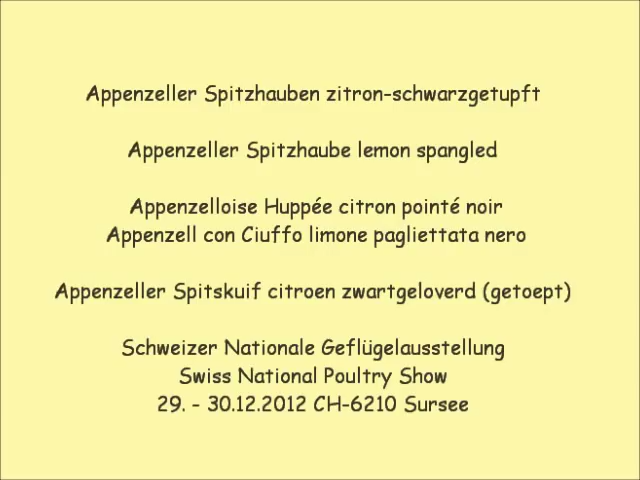 Appenzeller Spitzhauben zitron-schwarzgetupft
Appenzeller Spitzhaube lemon spangled
Appenzelloise Huppée citron pointé noir
Appenzell con Ciuffo limone pagliettata nero
Appenzeller Spitskuif citroen zwartgeloverd (getoept)
Schweizer Nationale Geflügelausstellung
Swiss National Poultry Show
29. - 30.12.2012 CH-6210 Sursee